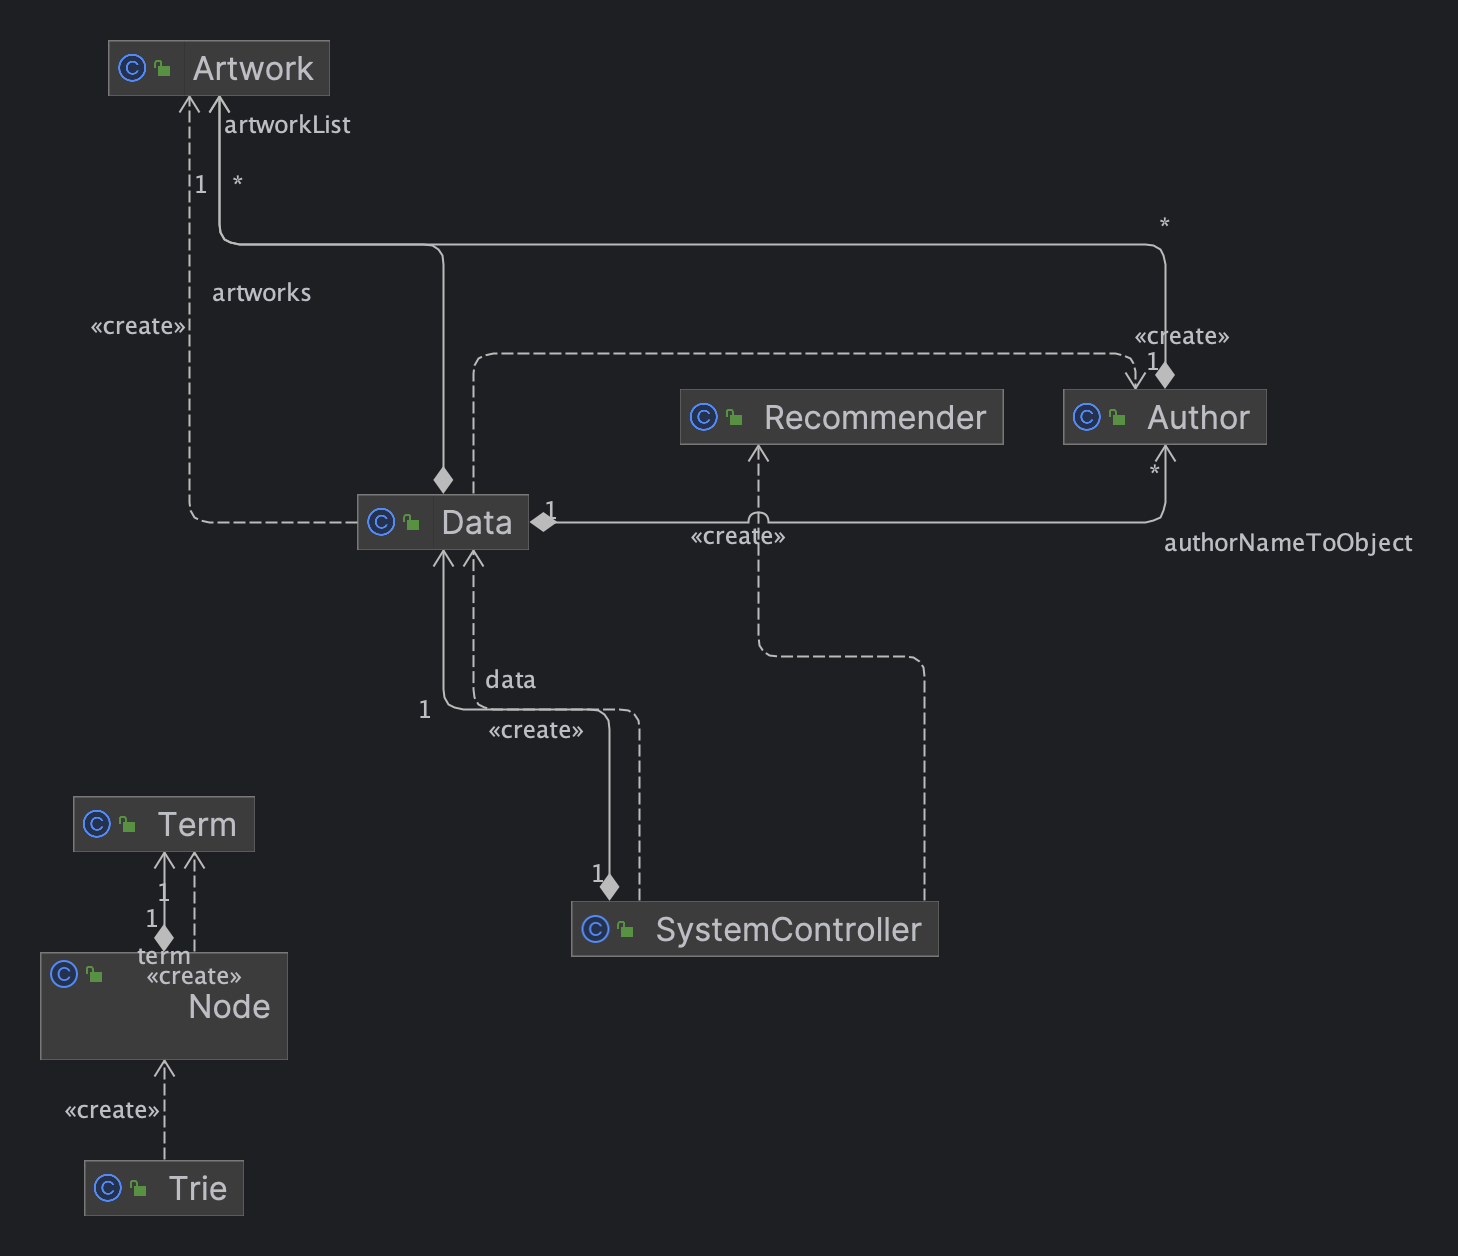 C Artwork
artworkList
1 *
*
artworks
«create»
«create»
1
C Recommender
C Author
*
1
C Data
«create»
authorNameToObject
data
1
«create»
C Term
1
1
1
C SystemController
term
«create»
C Node
«create»
C Trie